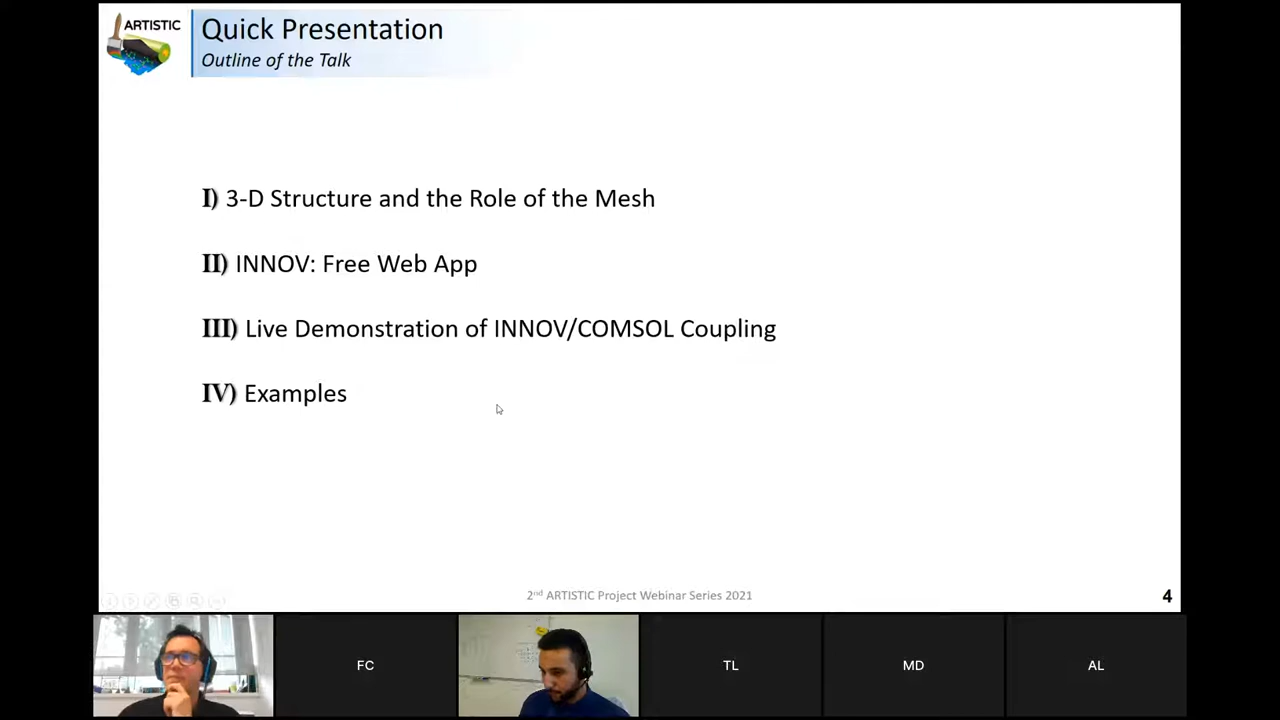 ARTISTIC
Quick Presentation
Outline of the Talk
I) 3-D Structure and the Role of the Mesh
II) INNOV: Free Web App
III) Live Demonstration of INNOV/COMSOL Coupling
IV) Examples
2nd ARTISTIC Project Webinar Series 2021
4
FC
TL
MD
AL